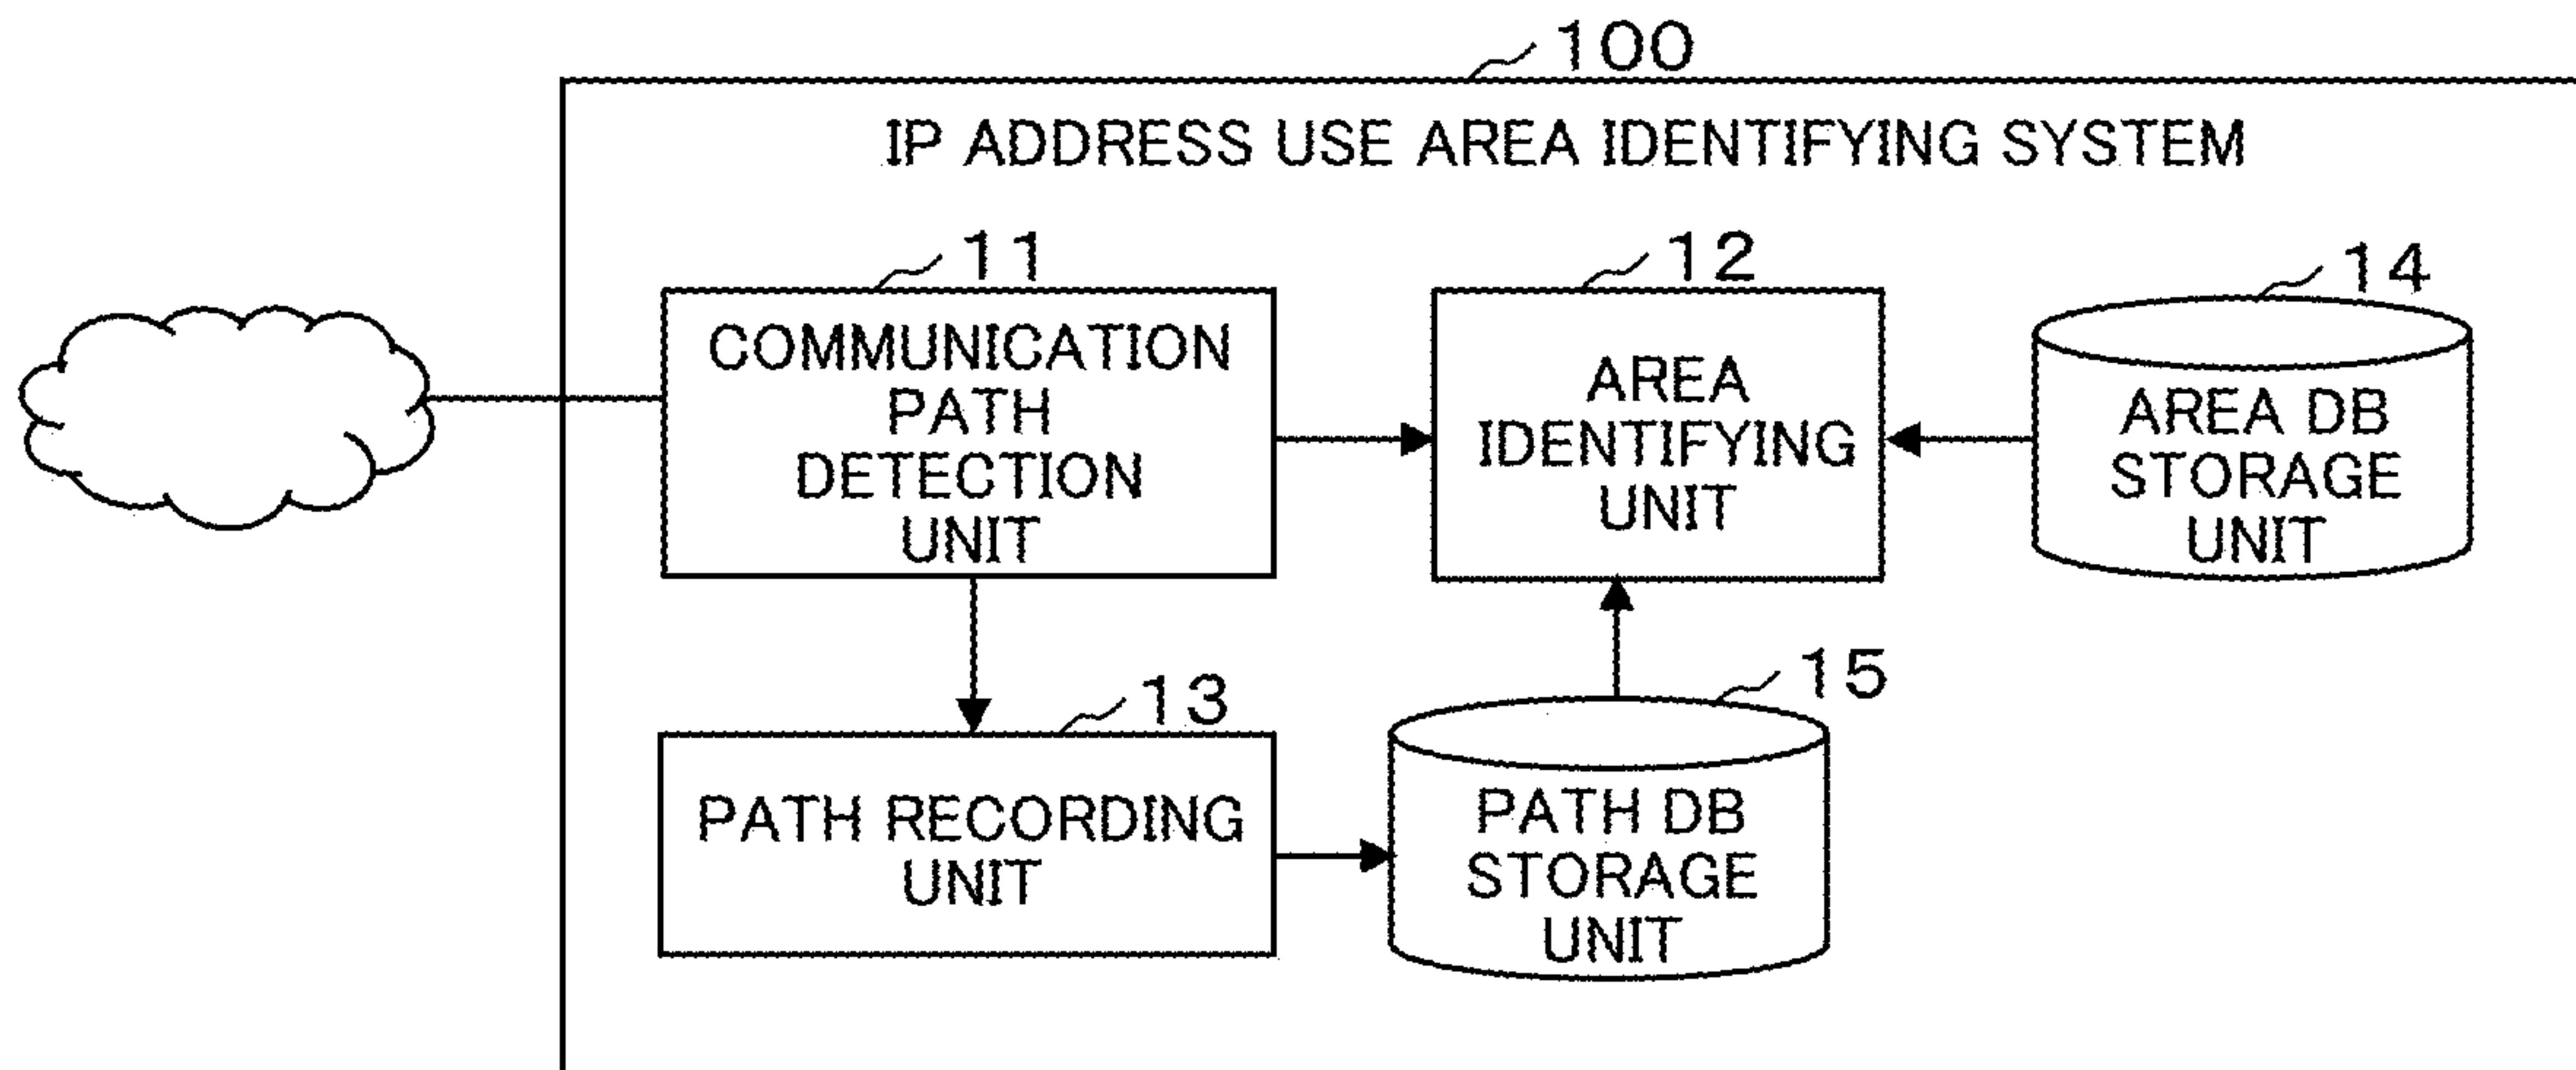 100
IP ADDRESS USE AREA IDENTIFYING SYSTEM
11
COMMUNICATION
PATH
DETECTION
UNIT
12
AREA
IDENTIFYING
UNIT
14
AREA DB
STORAGE
UNIT
13
PATH RECORDING
UNIT
15
PATH DB
STORAGE
UNIT